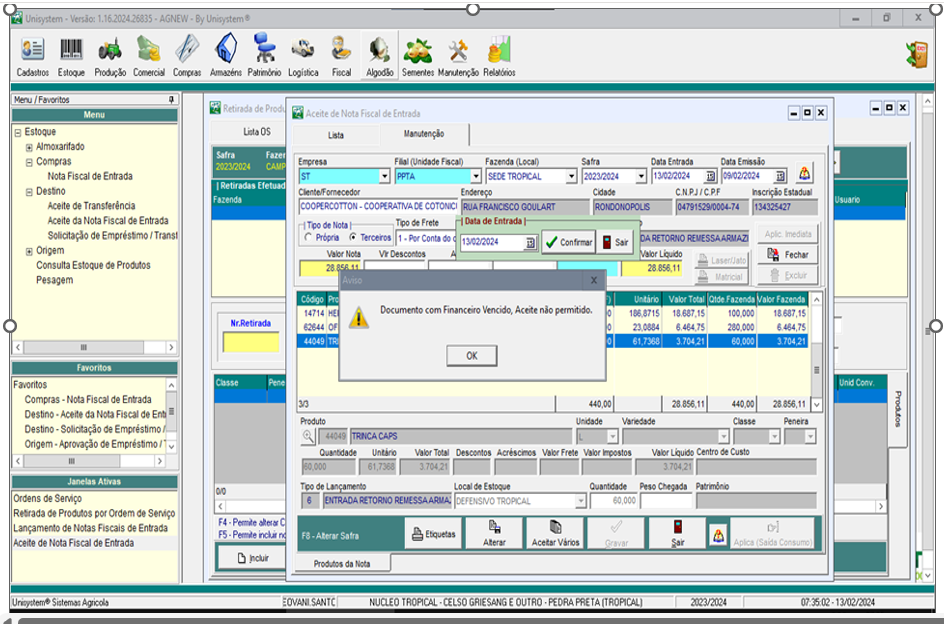 Unisystem - Versão: 1.16.2024.26835 - AGNEW - By Unisystem ®
Cadastros Estoque Produção Comercial Compras Armazéns Patrimônio Logística Fiscal Algodão Sementes Manutenção Relatórios
Menu / Favoritos
Menu
Estoque
Almoxarifado
Compras
Nota Fiscal de Entrada
Destino
Aceite de Transferência
Aceite da Nota Fiscal de Entrada
Solicitação de Empréstimo / Transf
Origem
Consulta Estoque de Produtos
Pesagem
Favoritos
Favoritos
Compras - Nota Fiscal de Entrada
Destino - Aceite da Nota Fiscal de Ent
Destino - Solicitação de Empréstimo /
Origem - Aprovação de Empréstimo / T
Janelas Ativas
Ordens de Serviço
Retirada de Produtos por Ordem de Serviço
Lançamento de Notas Fiscais de Entrada
Aceite de Nota Fiscal de Entrada
Retirada de Produ
Lista OS
Safra Fazen
2023/2024 CAMP
Retiradas Efetuad
Fazenda
Usuario
Nr.Retirada
Classe Pene
Unid Conv.
Produtos
0/0
F4 - Permite alterar C
F5 - Permite incluir no
Incluir
Aceite de Nota Fiscal de Entrada
Lista Manutenção
Empresa Filial (Unidade Fiscal) Fazenda (Local) Safra Data Entrada Data Emissão
ST PPTA SEDE TROPICAL 2023/2024 13/02/2024 09/02/2024
Cliente/Fornecedor Endereço Cidade C.N.P.J / C.P.F Inscrição Estadual
COOPERCOTTON - COOPERATIVA DE COTONIC RUA FRANCISCO GOULART RONDONOPOLIS 04791529/0004-74 134325427
Tipo de Nota Tipo de Frete
Própria Terceiros 1 - Por Conta do d
DA RETORNO REMESSA ARMAZI
Data de Entrada
13/02/2024 Confirmar Sair
Aplic. Imediata
Fechar
Excluir
Valor Nota Vlr Descontos A Valor Líquido
28.856,11 28.856,11
Laser/Jato
Matricial
Código Pro Unitário Valor Total Qtde.Fazenda Valor Fazenda
14714 HE 186,8715 18.687,15 100,000 18.687,15
62644 OF 23,0884 6.464,75 280,000 6.464,75
44049 TRI 61,7368 3.704,21 60,000 3.704,21
3/3 440,00 28.856,11 440,00 28.856,11
Aviso
Documento com Financeiro Vencido, Aceite não permitido.
OK
Produto Unidade Variedade Classe Peneira
44049 TRINCA CAPS L
Quantidade Unitário Valor Total Descontos Acréscimos Valor Frete Valor Impostos Valor Líquido Centro de Custo
60,000 61,7368 3.704,21 3.704,21
Tipo de Lançamento Local de Estoque Quantidade Peso Chegada Patrimônio
6 ENTRADA RETORNO REMESSA ARMA DEFENSIVO TROPICAL 60,000
F8 - Alterar Safra Etiquetas Alterar Aceitar Vários Gravar Sair Aplica (Saída Consumo)
Produtos da Nota
Unisystem® Sistemas Agricola EOVANI.SANTC NUCLEO TROPICAL - CELSO GRIESANG E OUTRO - PEDRA PRETA (TROPICAL) 2023/2024 07:35:02 - 13/02/2024